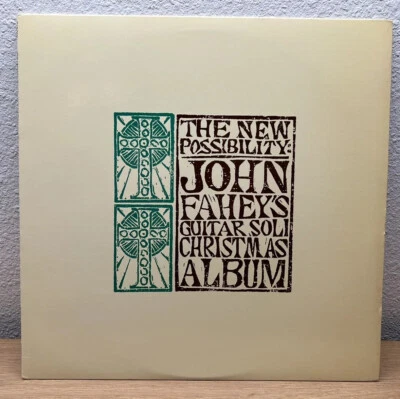 THE NEW
POSSIBILITY:
JOHN
FAHEY'S
GUITAR SOLI
CHRISTMAS
ALBUM